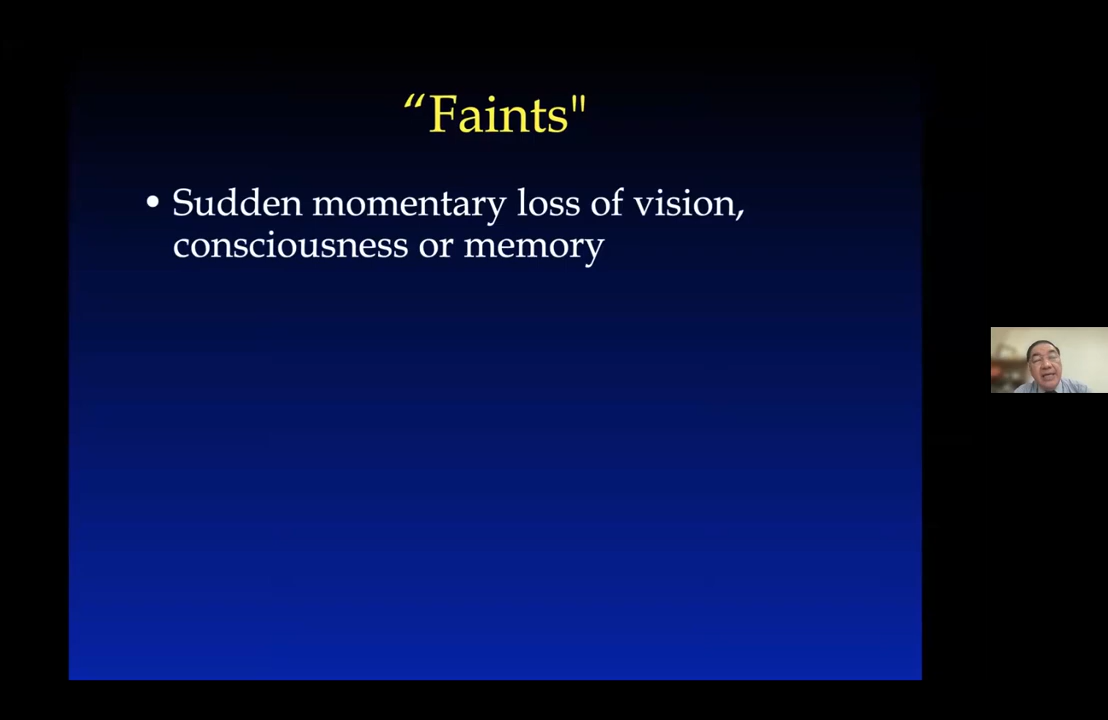 “Faints"
• Sudden momentary loss of vision,
consciousness or memory